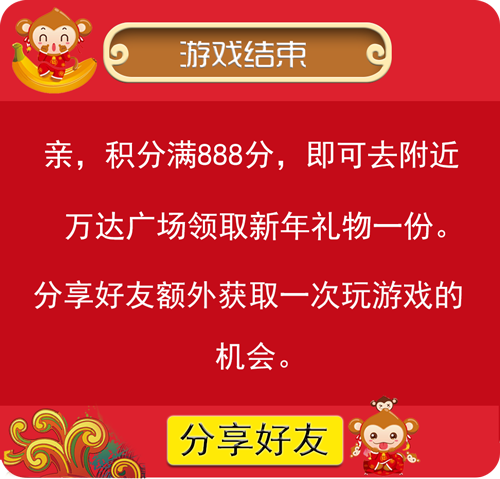 游戏结束
亲，积分满888分，即可去附近
万达广场领取新年礼物一份。
分享好友额外获取一次玩游戏的
机会。
分享好友